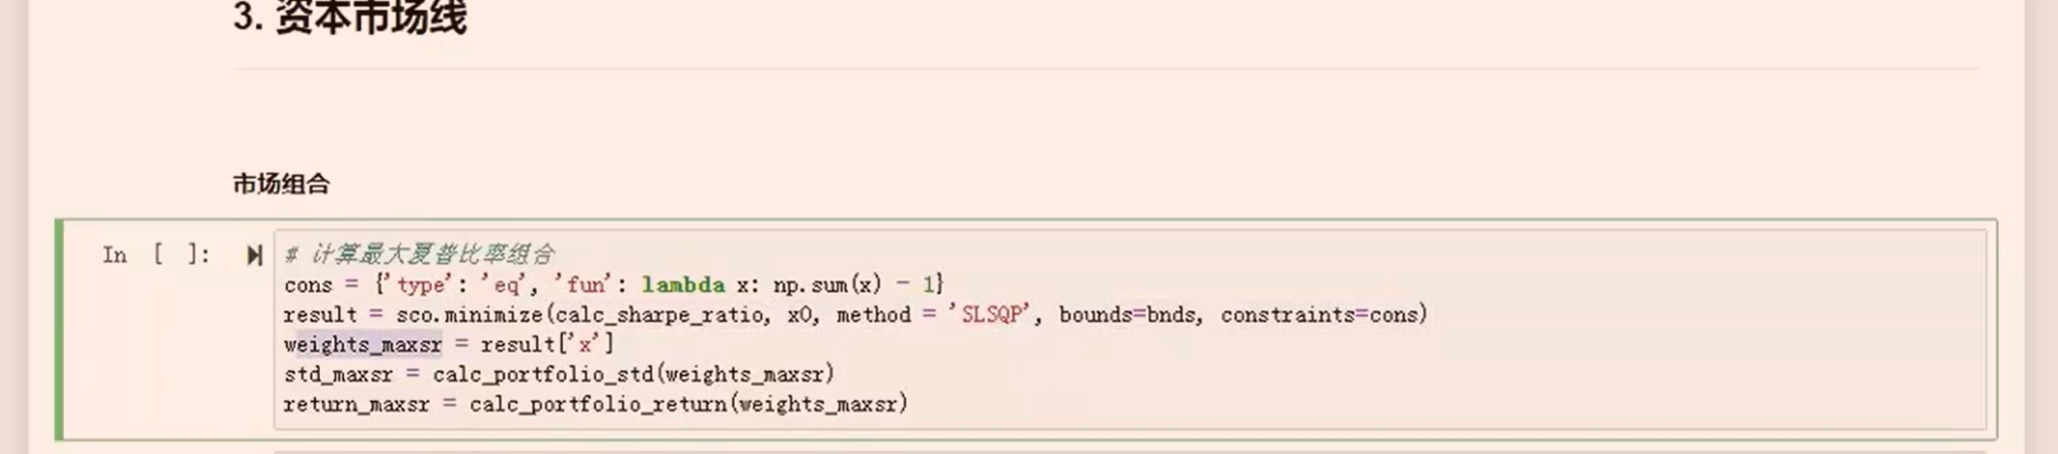 3. 资本市场线
市场组合
In [ ]:
# 计算最大夏普比率组合
cons = {'type': 'eq', 'fun': lambda x: np.sum(x) - 1}
result = sco.minimize(calc_sharpe_ratio, x0, method = 'SLSQP', bounds=bnds, constraints=cons)
weights_maxsr = result['x']
std_maxsr = calc_portfolio_std(weights_maxsr)
return_maxsr = calc_portfolio_return(weights_maxsr)